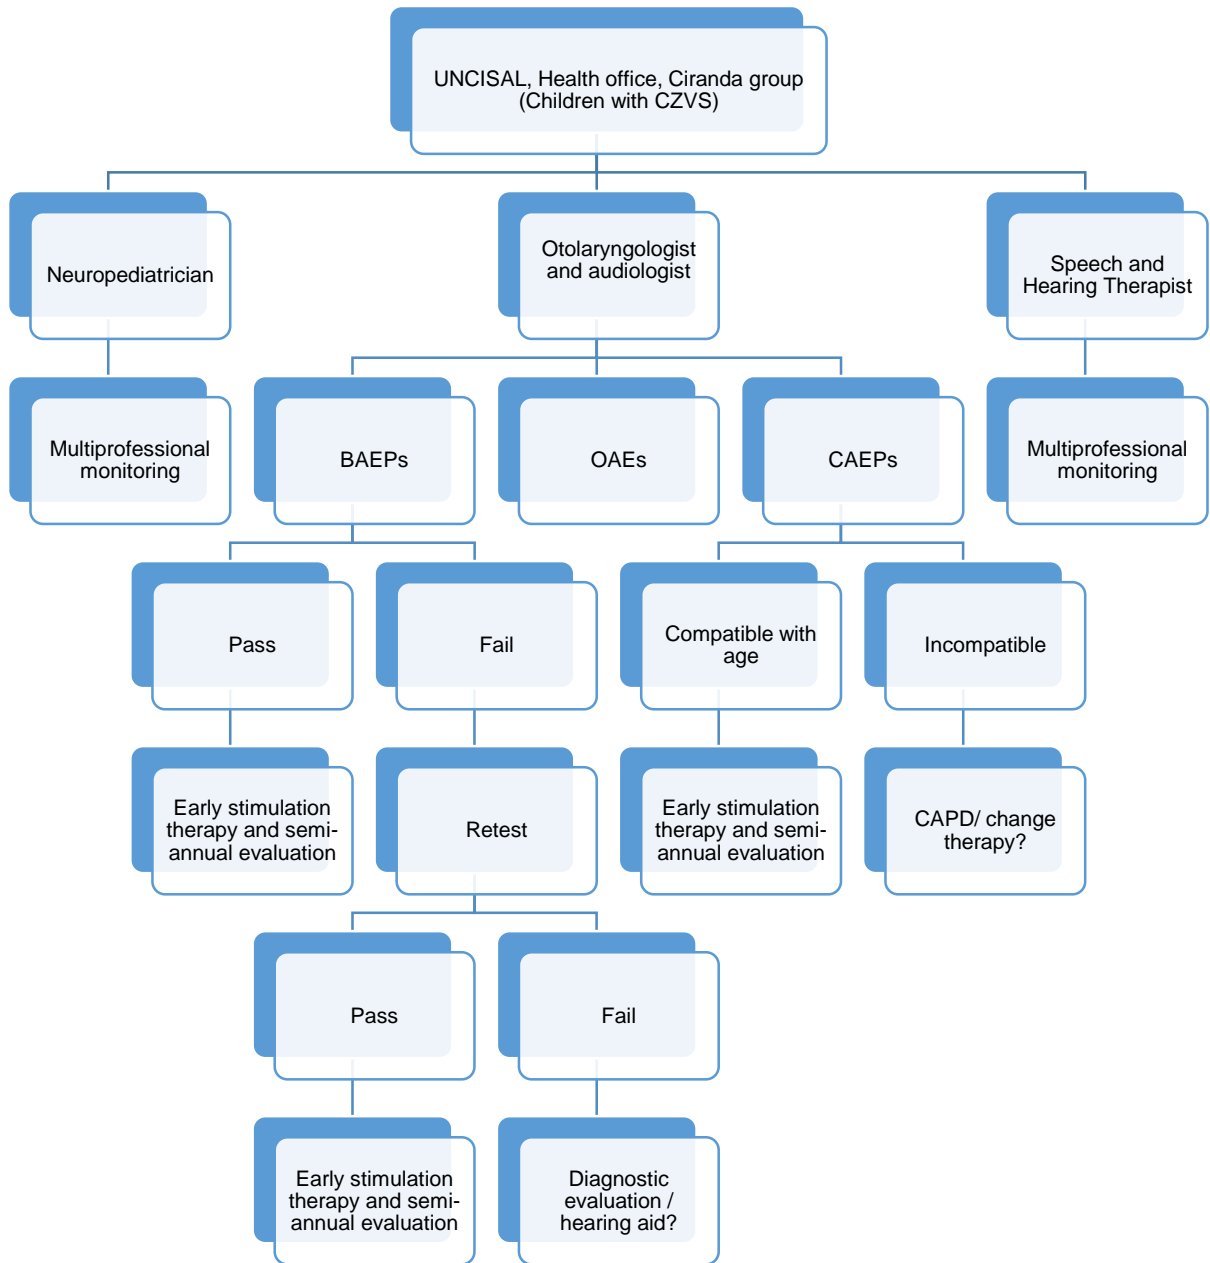 UNCISAL, Health office, Ciranda group
(Children with CZVS)
Neuropediatrician
Otolaryngologist
and audiologist
Speech and
Hearing Therapist
Multiprofessional
monitoring
BAEPs
OAEs
CAEPs
Multiprofessional
monitoring
Pass
Fail
Compatible with
age
Incompatible
Early stimulation
therapy and semi-
annual evaluation
Retest
Early stimulation
therapy and semi-
annual evaluation
CAPD/ change
therapy?
Pass
Fail
Early stimulation
therapy and semi-
annual evaluation
Diagnostic
evaluation /
hearing aid?